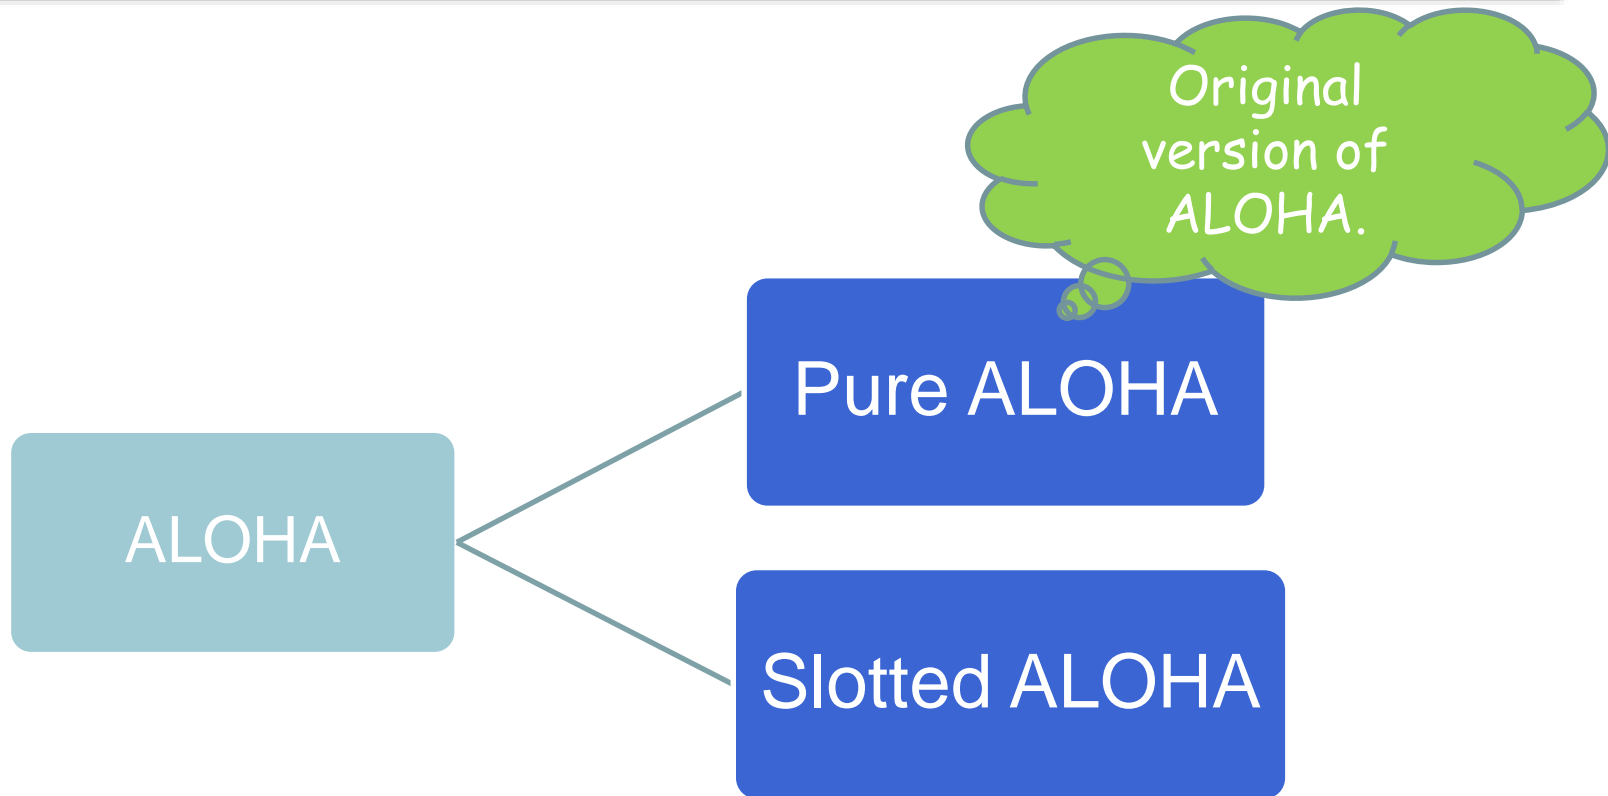 Original
version of
ALOHA.
Pure ALOHA
ALOHA
Slotted ALOHA